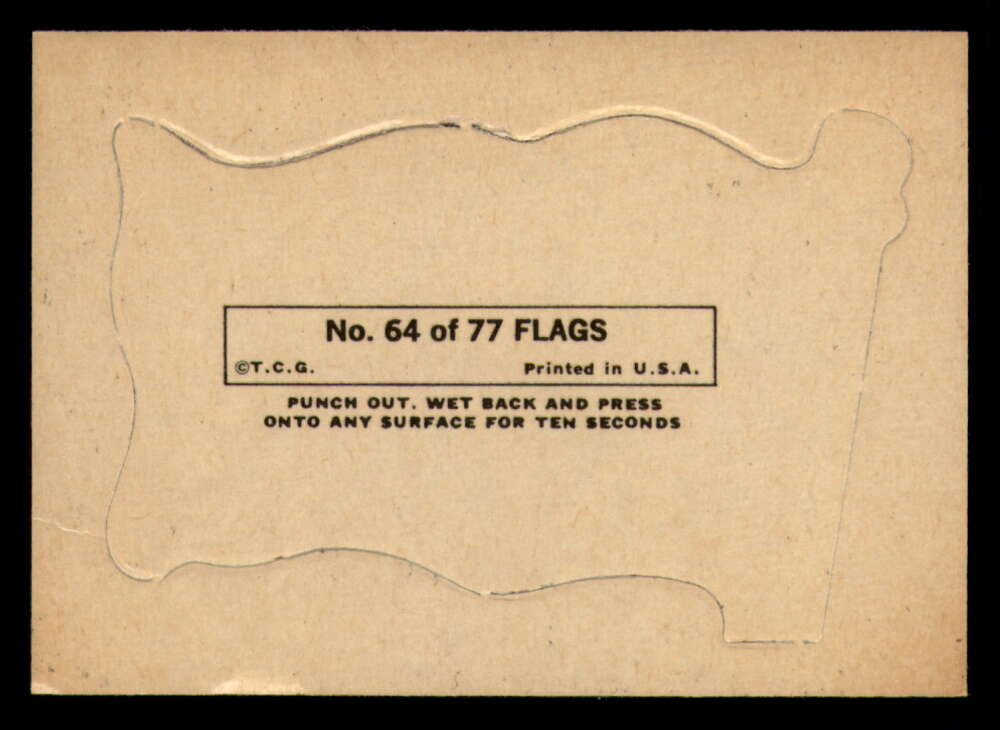 No. 64 of 77 FLAGS
©T.C.G. Printed in U.S.A.
PUNCH OUT. WET BACK AND PRESS
ONTO ANY SURFACE FOR TEN SECONDS